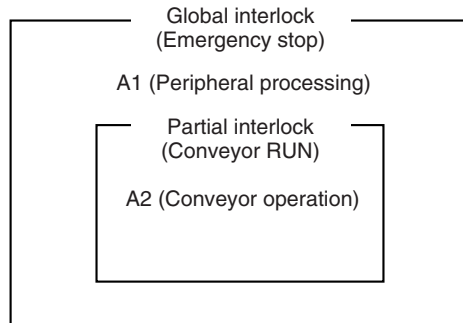 Global interlock
(Emergency stop)
A1 (Peripheral processing)
Partial interlock
(Conveyor RUN)
A2 (Conveyor operation)